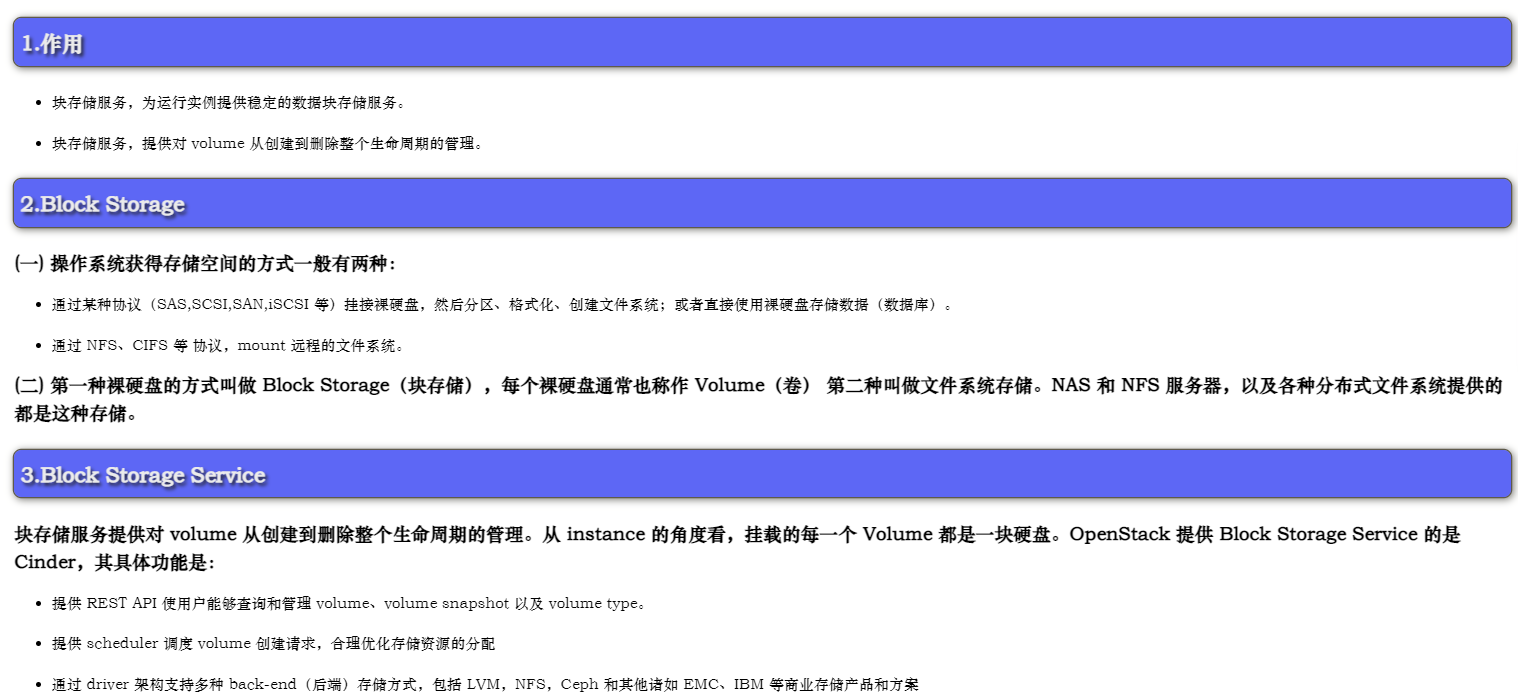 1.作用
块存储服务，为运行实例提供稳定的数据块存储服务。
块存储服务，提供对 volume 从创建到删除整个生命周期的管理。
2.Block Storage
(一) 操作系统获得存储空间的方式一般有两种：
通过某种协议（SAS,SCSI,SAN,iSCSI 等）挂接裸硬盘，然后分区、格式化、创建文件系统；或者直接使用裸硬盘存储数据（数据库）。
通过 NFS、CIFS 等 协议，mount 远程的文件系统。
(二) 第一种裸硬盘的方式叫做 Block Storage（块存储），每个裸硬盘通常也称作 Volume（卷） 第二种叫做文件系统存储。NAS 和 NFS 服务器，以及各种分布式文件系统提供的
都是这种存储。
3.Block Storage Service
块存储服务提供对 volume 从创建到删除整个生命周期的管理。从 instance 的角度看，挂载的每一个 Volume 都是一块硬盘。OpenStack 提供 Block Storage Service 的是
Cinder，其具体功能是：
提供 REST API 使用户能够查询和管理 volume、volume snapshot 以及 volume type。
提供 scheduler 调度 volume 创建请求，合理优化存储资源的分配
通过 driver 架构支持多种 back-end（后端）存储方式，包括 LVM，NFS，Ceph 和其他诸如 EMC、IBM 等商业存储产品和方案